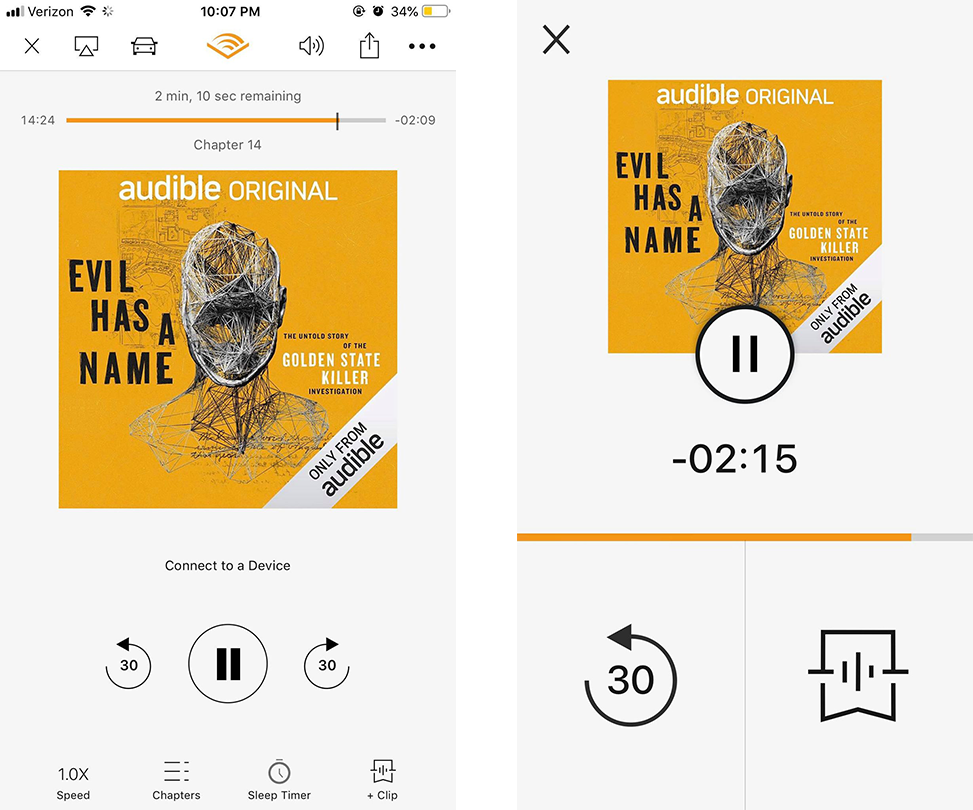 Verizon 10:07 PM 34%
2 min, 10 sec remaining
14:24 -02:09
Chapter 14
audible ORIGINAL
EVIL
HAS A
NAME
THE UNTOLD STORY
OF THE
GOLDEN STATE
KILLER
INVESTIGATION
ONLY FROM
audible
Connect to a Device
30 30
1.0X
Speed Chapters Sleep Timer + Clip
audible ORIGINAL
EVIL
HAS A
NAME
THE UNTOLD STORY
OF THE
GOLDEN STATE
KILLER
INVESTIGATION
ONLY FROM
audible
-02:15
30